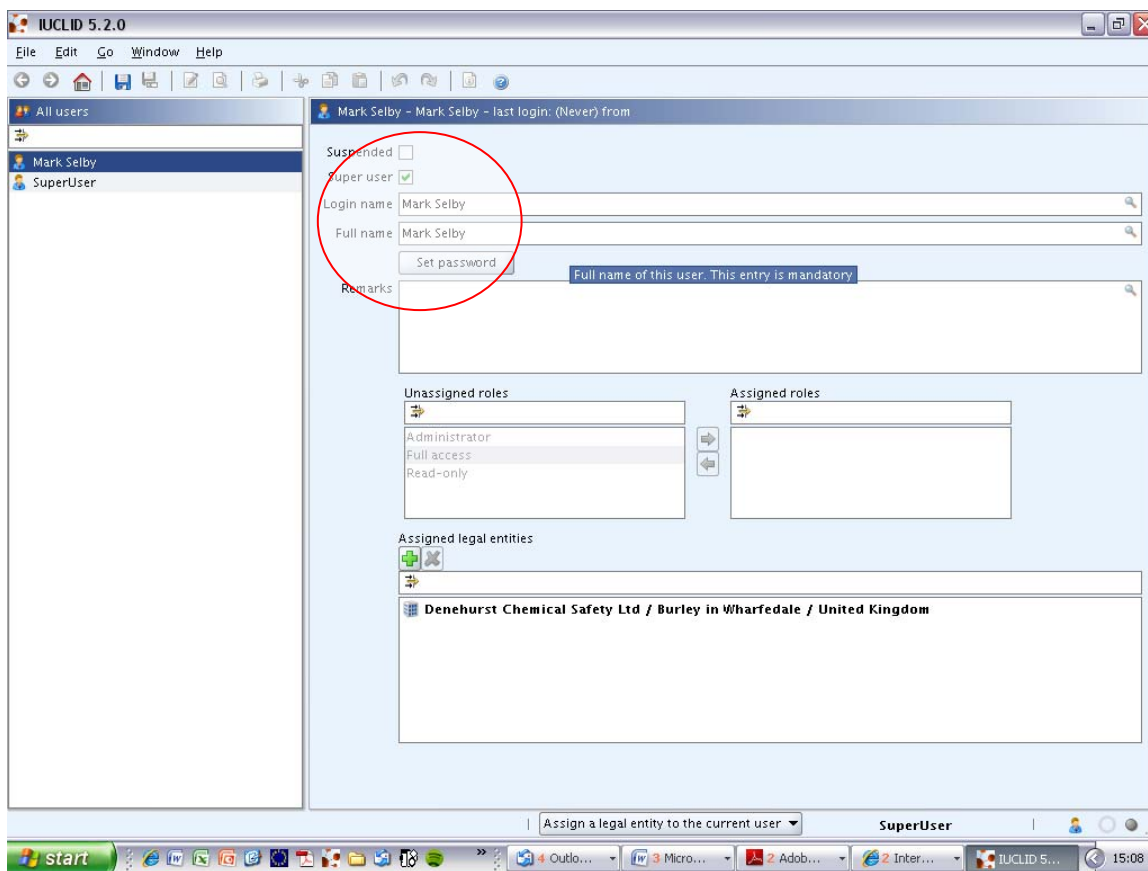 IUCLID 5.2.0
File Edit Go Window Help
All users
Mark Selby - Mark Selby - last login: (Never) from
Mark Selby
SuperUser
Suspended
Super user
Login name Mark Selby
Full name Mark Selby
Set password
Full name of this user. This entry is mandatory
Remarks
Unassigned roles
Assigned roles
Administrator
Full access
Read-only
Assigned legal entities
Denehurst Chemical Safety Ltd / Burley in Wharfedale / United Kingdom
Assign a legal entity to the current user
SuperUser
start
4 Outlo...
3 Micro...
2 Adob...
2 Inter...
IUCLID 5...
15:08